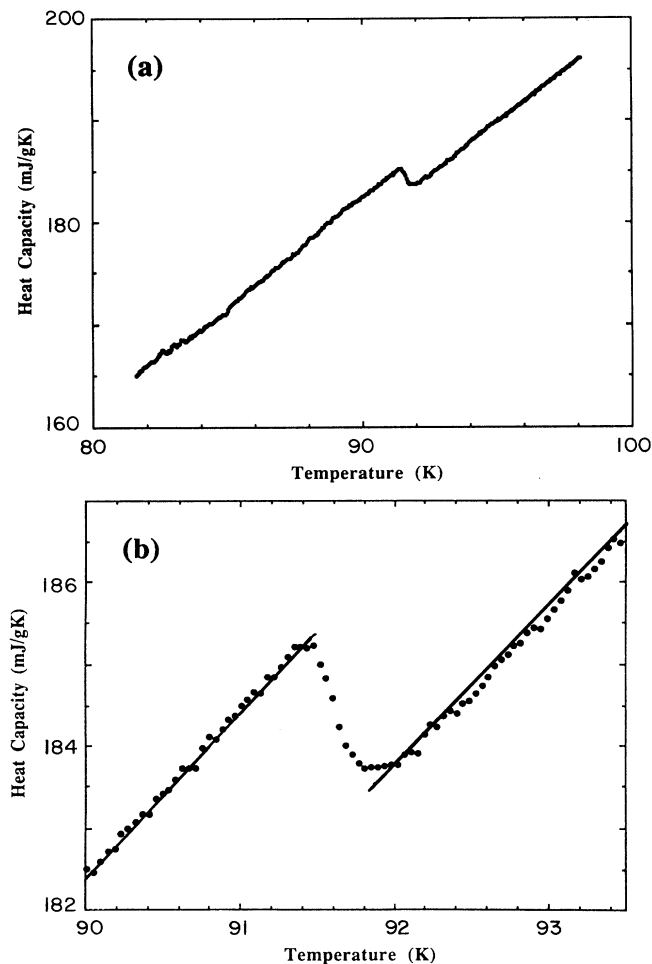 200
(a)
Heat Capacity (mJ/gK)
180
160
80
90
100
Temperature (K)
(b)
186
Heat Capacity (mJ/gK)
184
182
90
91
92
93
Temperature (K)